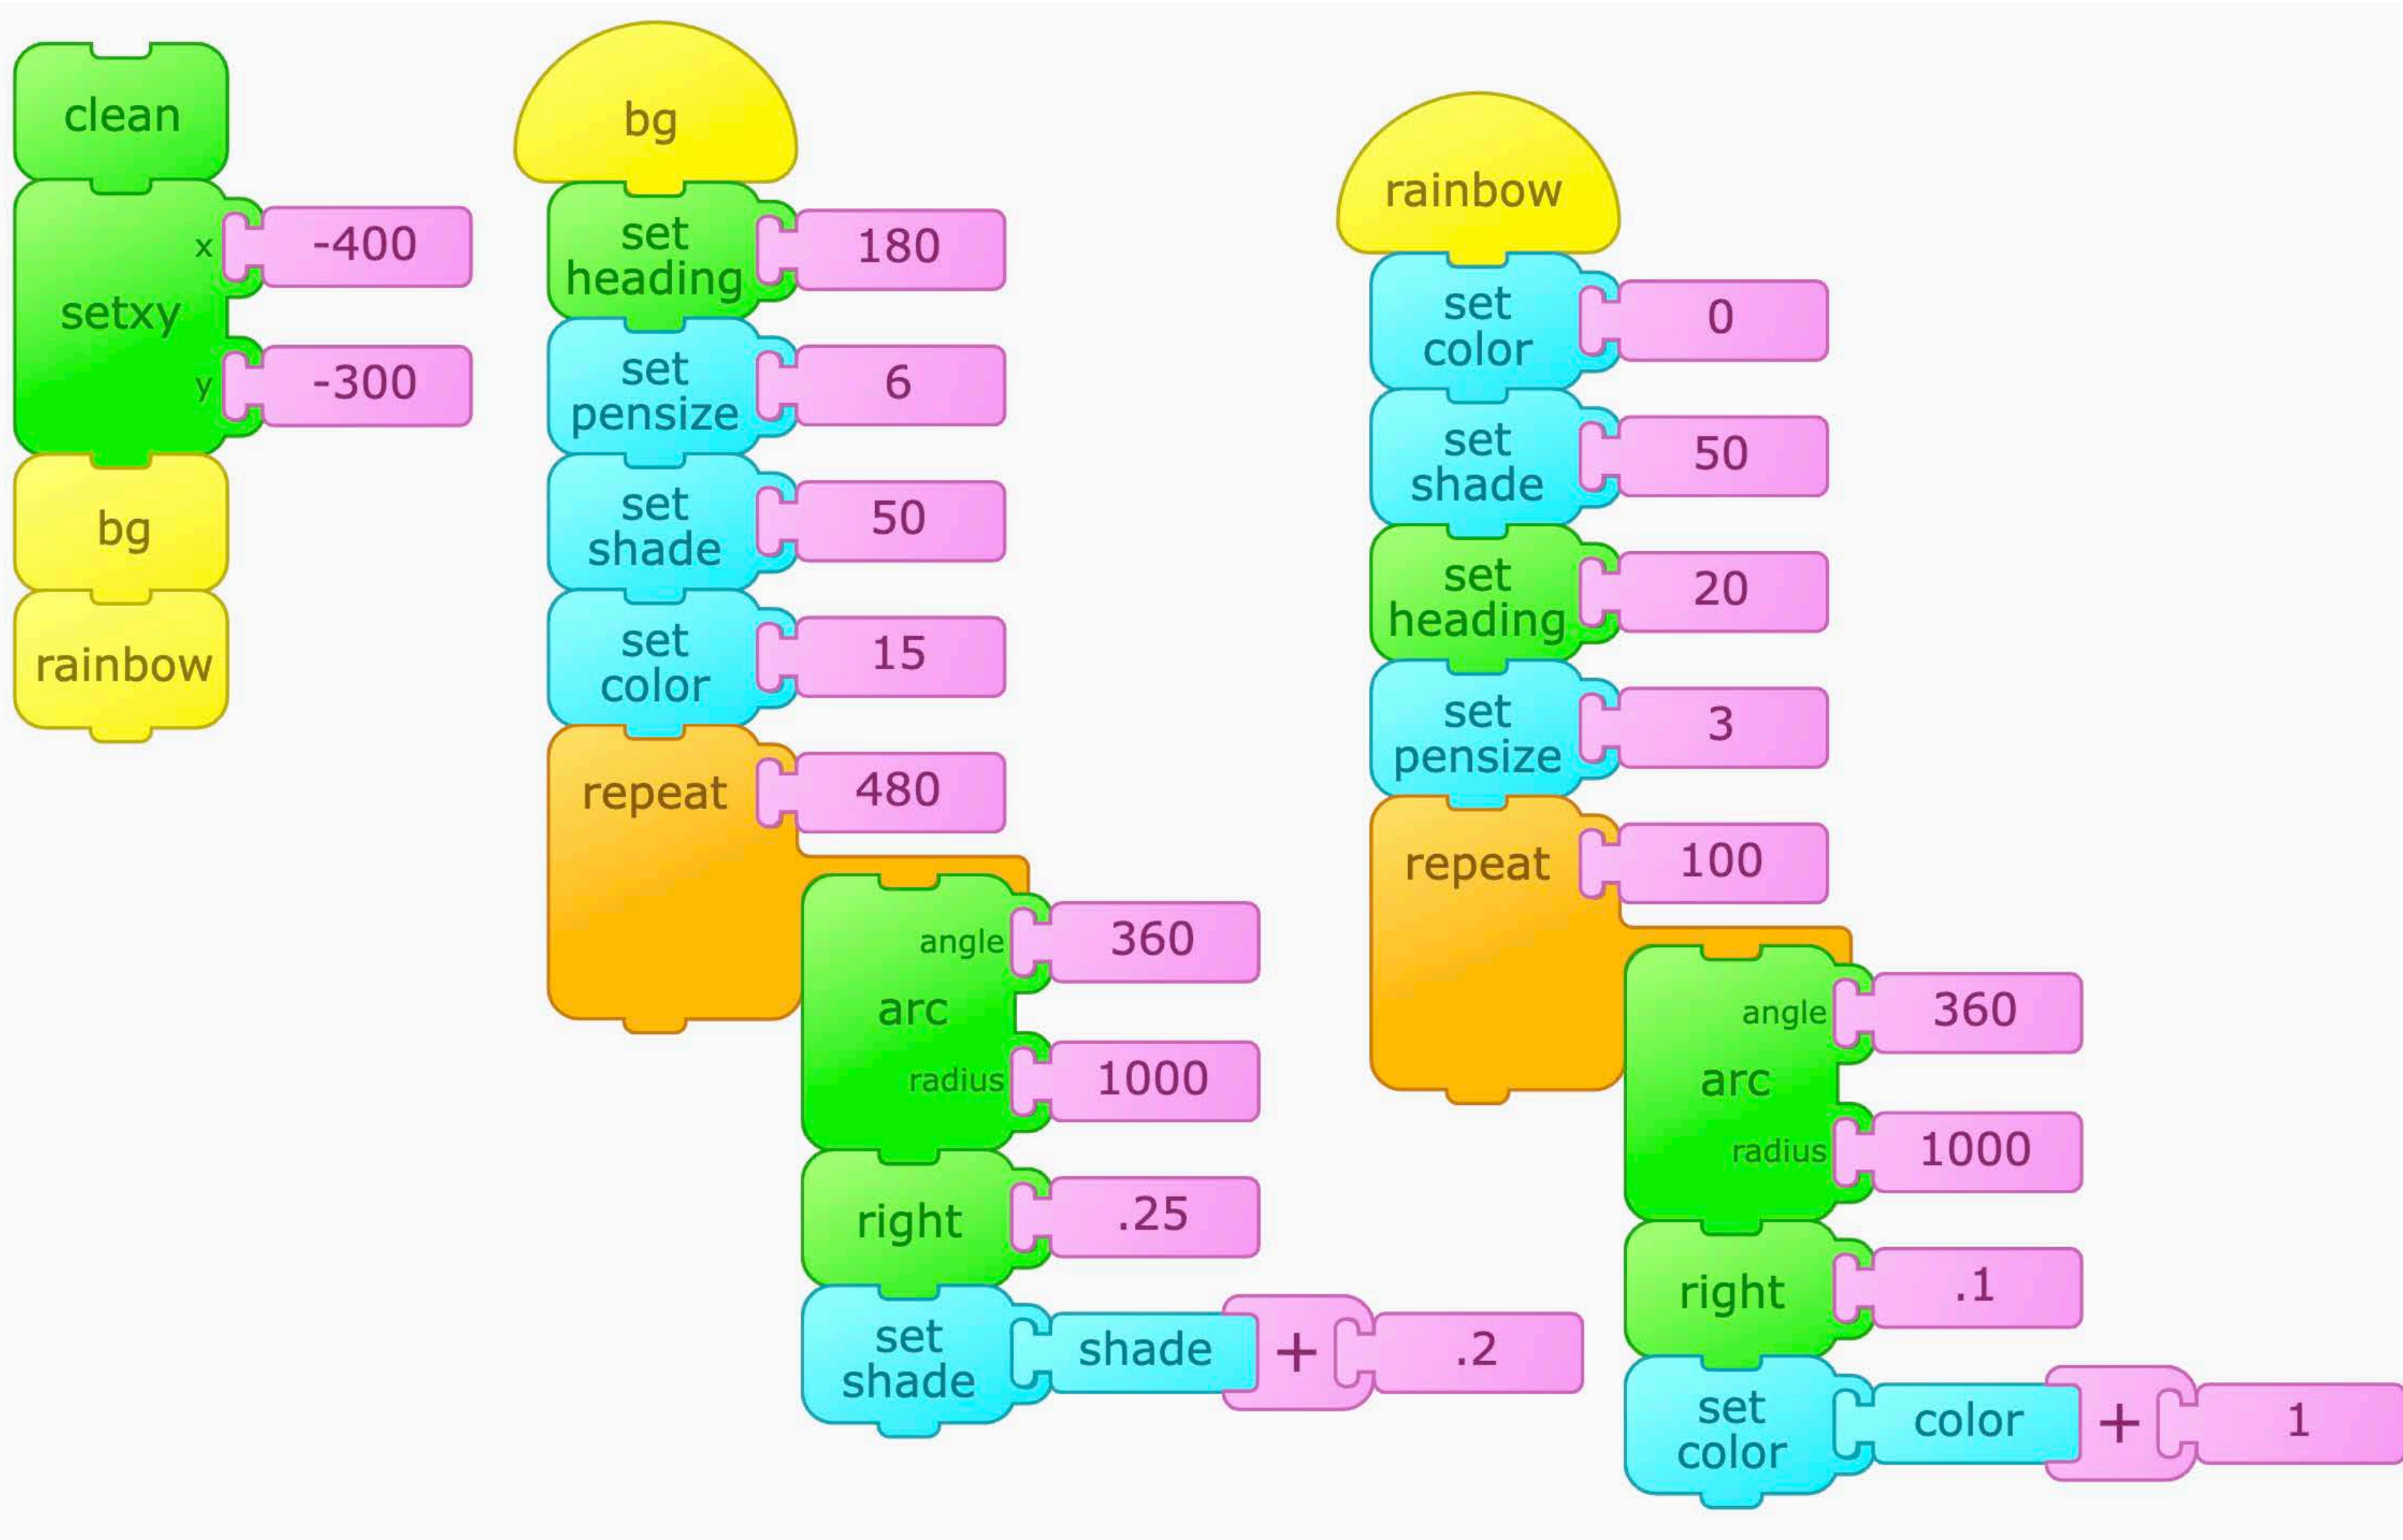 clean
setxy
x
-400
y
-300
bg
rainbow
bg
set
heading
180
set
pensize
6
set
shade
50
set
color
15
repeat
480
arc
angle
360
radius
1000
right
.25
set
shade
shade + .2
rainbow
set
color
0
set
shade
50
set
heading
20
set
pensize
3
repeat
100
arc
angle
360
radius
1000
right
.1
set
color
color + 1